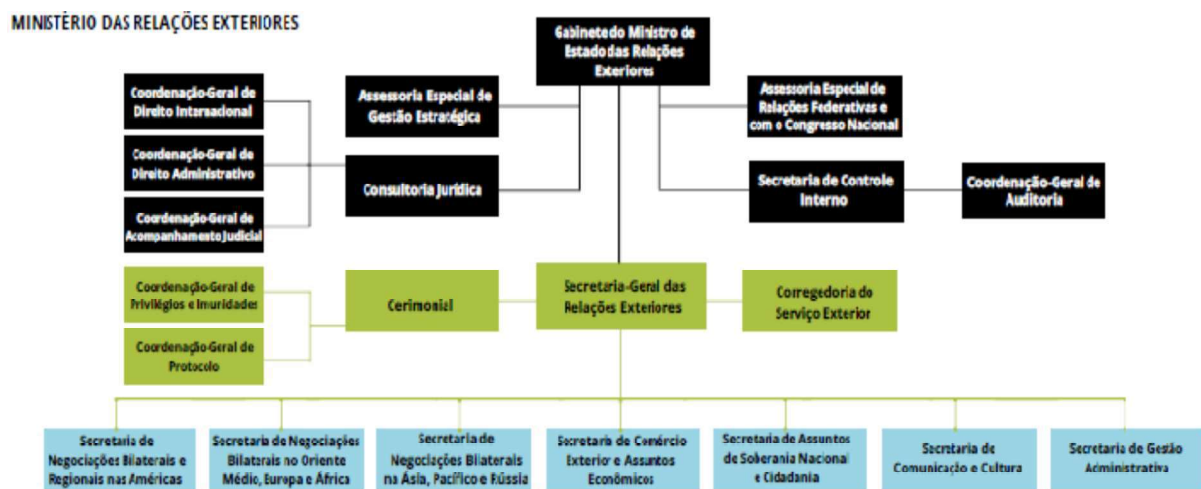 MINISTÉRIO DAS RELAÇÕES EXTERIORES
Gabinete do Ministro de
Estado das Relações
Exteriores
Coordenação-Geral de
Direito Internacional
Assessoria Especial de
Gestão Estratégica
Assessoria Especial de
Relações Federativas e
com o Congresso Nacional
Coordenação-Geral de
Direito Administrativo
Consultoria Jurídica
Secretaria de Controle
Interno
Coordenação-Geral de
Auditoria
Coordenação-Geral de
Acompanhamento Judicial
Coordenação-Geral de
Privilégios e Imunidades
Cerimonial
Secretaria-Geral das
Relações Exteriores
Corregedoria do
Serviço Exterior
Coordenação-Geral de
Protocolo
Secretaria de
Negociações Bilaterais e
Regionais nas Américas
Secretaria de Negociações
Bilaterais no Oriente
Médio, Europa e África
Secretaria de
Negociações Bilaterais
na Ásia, Pacífico e Rússia
Secretaria de Comércio
Exterior e Assuntos
Econômicos
Secretaria de Assuntos
de Soberania Nacional
e Cidadania
Secretaria de
Comunicação e Cultura
Secretaria de Gestão
Administrativa